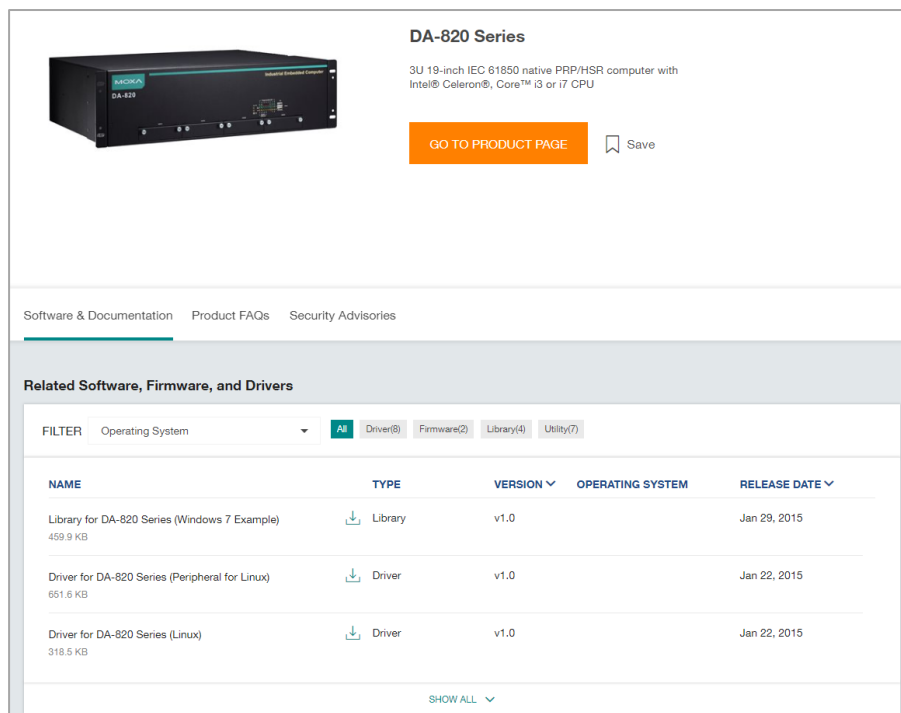 DA-820 Series
3U 19-inch IEC 61850 native PRP/HSR computer with
Intel® Celeron®, Core™ i3 or i7 CPU
MOXA
DA-820
Industrial Embedded Computer
GO TO PRODUCT PAGE
Save
Software & Documentation Product FAQs Security Advisories
Related Software, Firmware, and Drivers
FILTER Operating System All Driver(8) Firmware(2) Library(4) Utility(7)
NAME TYPE VERSION OPERATING SYSTEM RELEASE DATE
Library for DA-820 Series (Windows 7 Example) Library v1.0 Jan 29, 2015
459.9 KB
Driver for DA-820 Series (Peripheral for Linux) Driver v1.0 Jan 22, 2015
651.6 KB
Driver for DA-820 Series (Linux) Driver v1.0 Jan 22, 2015
318.5 KB
SHOW ALL